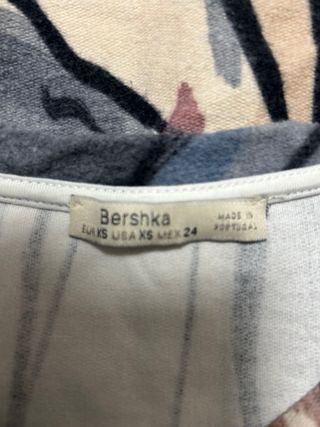 Bershka
EUR XS USA XS MEX 24
MADE IN
PORTUGAL